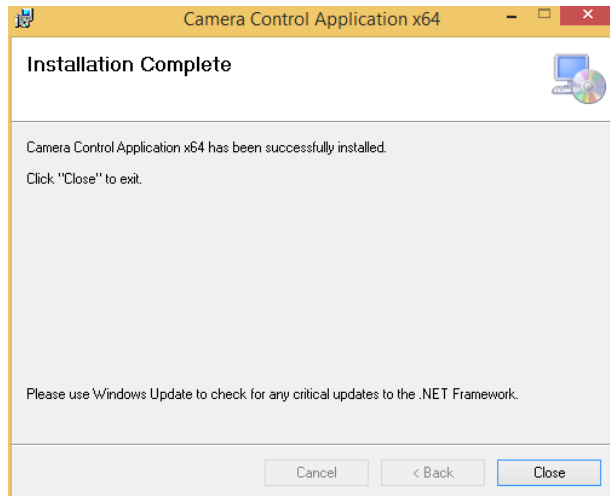 Camera Control Application x64
Installation Complete
Camera Control Application x64 has been successfully installed.
Click "Close" to exit.
Please use Windows Update to check for any critical updates to the .NET Framework.
Cancel
< Back
Close